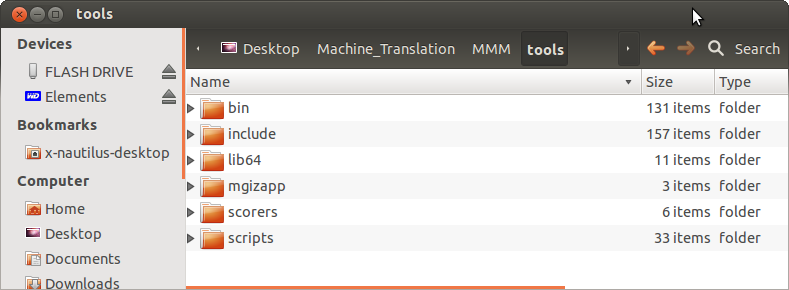 tools
Devices
FLASH DRIVE
Elements
Bookmarks
x-nautilus-desktop
Computer
Home
Desktop
Documents
Downloads
Desktop Machine_Translation MMM tools Search
Name Size Type
bin 131 items folder
include 157 items folder
lib64 11 items folder
mgizapp 3 items folder
scorers 6 items folder
scripts 33 items folder